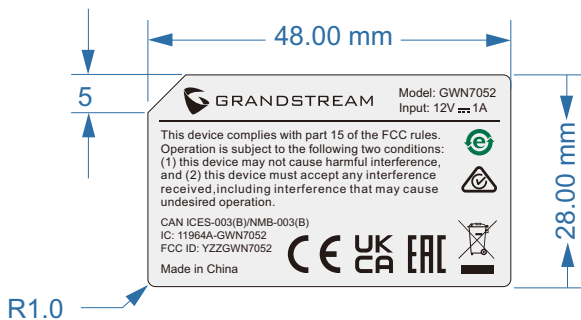 48.00 mm
5
GRANDSTREAM
Model: GWN7052
Input: 12V ⎓ 1A
This device complies with part 15 of the FCC rules.
Operation is subject to the following two conditions:
(1) this device may not cause harmful interference,
and (2) this device must accept any interference
received,including interference that may cause
undesired operation.
CAN ICES-003(B)/NMB-003(B)
IC: 11964A-GWN7052
FCC ID: YZZGWN7052
Made in China
CE
UK
CA
EAC
e
28.00 mm
R1.0